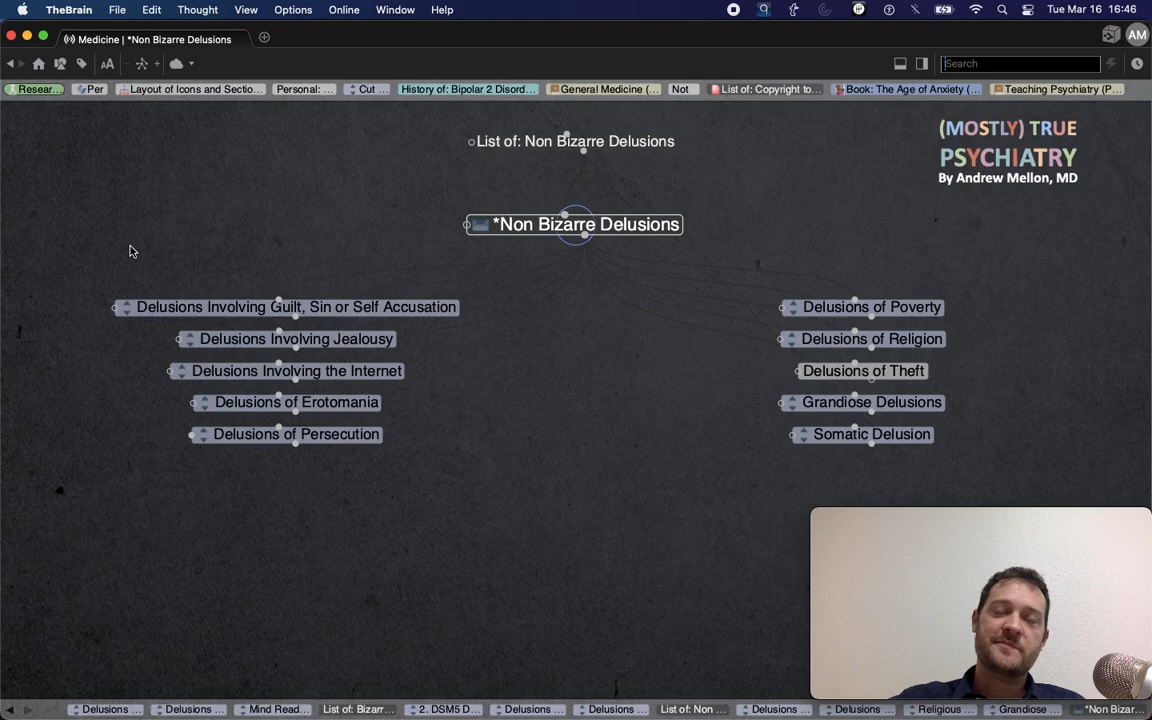 TheBrain File Edit View Thought View Options Online Window Help Tue Mar 16 16:46
Medicine | *Non Bizarre Delusions
AM
AA
Search
Resear... Per Layout of Icons and Sectio... Personal: ... Cut ... History of: Bipolar 2 Disord... General Medicine (... Not List of: Copyright to... Book: The Age of Anxiety (... Teaching Psychiatry (P...
(MOSTLY) TRUE
PSYCHIATRY
By Andrew Mellon, MD
List of: Non Bizarre Delusions
*Non Bizarre Delusions
Delusions Involving Guilt, Sin or Self Accusation
Delusions Involving Jealousy
Delusions Involving the Internet
Delusions of Erotomania
Delusions of Persecution
Delusions of Poverty
Delusions of Religion
Delusions of Theft
Grandiose Delusions
Somatic Delusion
Delusions ... Delusions ... Mind Read... List of: Bizarr... 2. DSM5 D... Delusions ... Delusions ... List of: Non ... Delusions ... Delusions ... Religious ... Grandiose ... *Non Bizar...